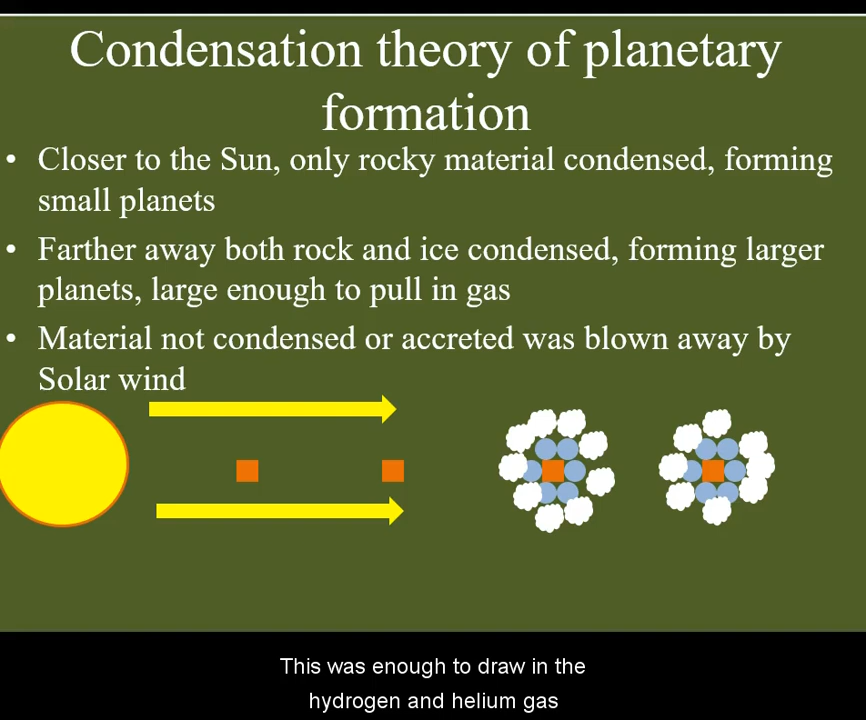 Condensation theory of planetary
formation
• Closer to the Sun, only rocky material condensed, forming
small planets
• Farther away both rock and ice condensed, forming larger
planets, large enough to pull in gas
• Material not condensed or accreted was blown away by
Solar wind
This was enough to draw in the
hydrogen and helium gas